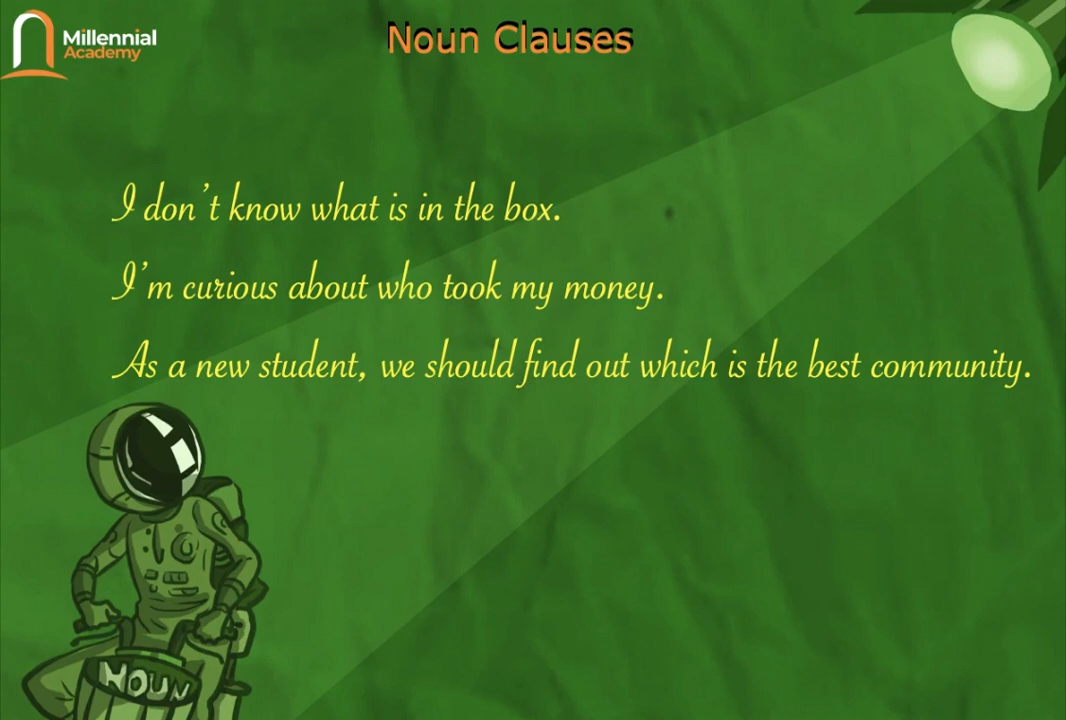 Millennial
Academy
Noun Clauses
I don't know what is in the box.
I'm curious about who took my money.
As a new student, we should find out which is the best community.
NOUN